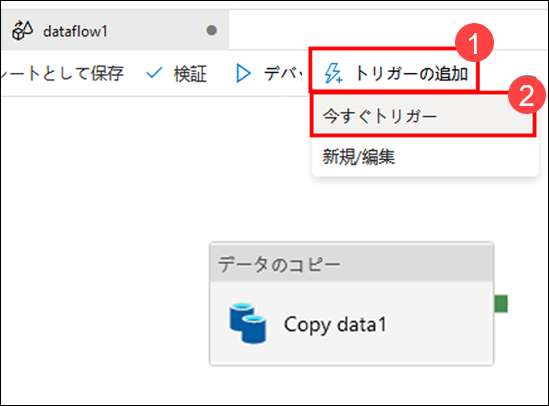 dataflow1
1
レートとして保存 検証 デバッ トリガーの追加
2
今すぐトリガー
新規/編集
データのコピー
Copy data1